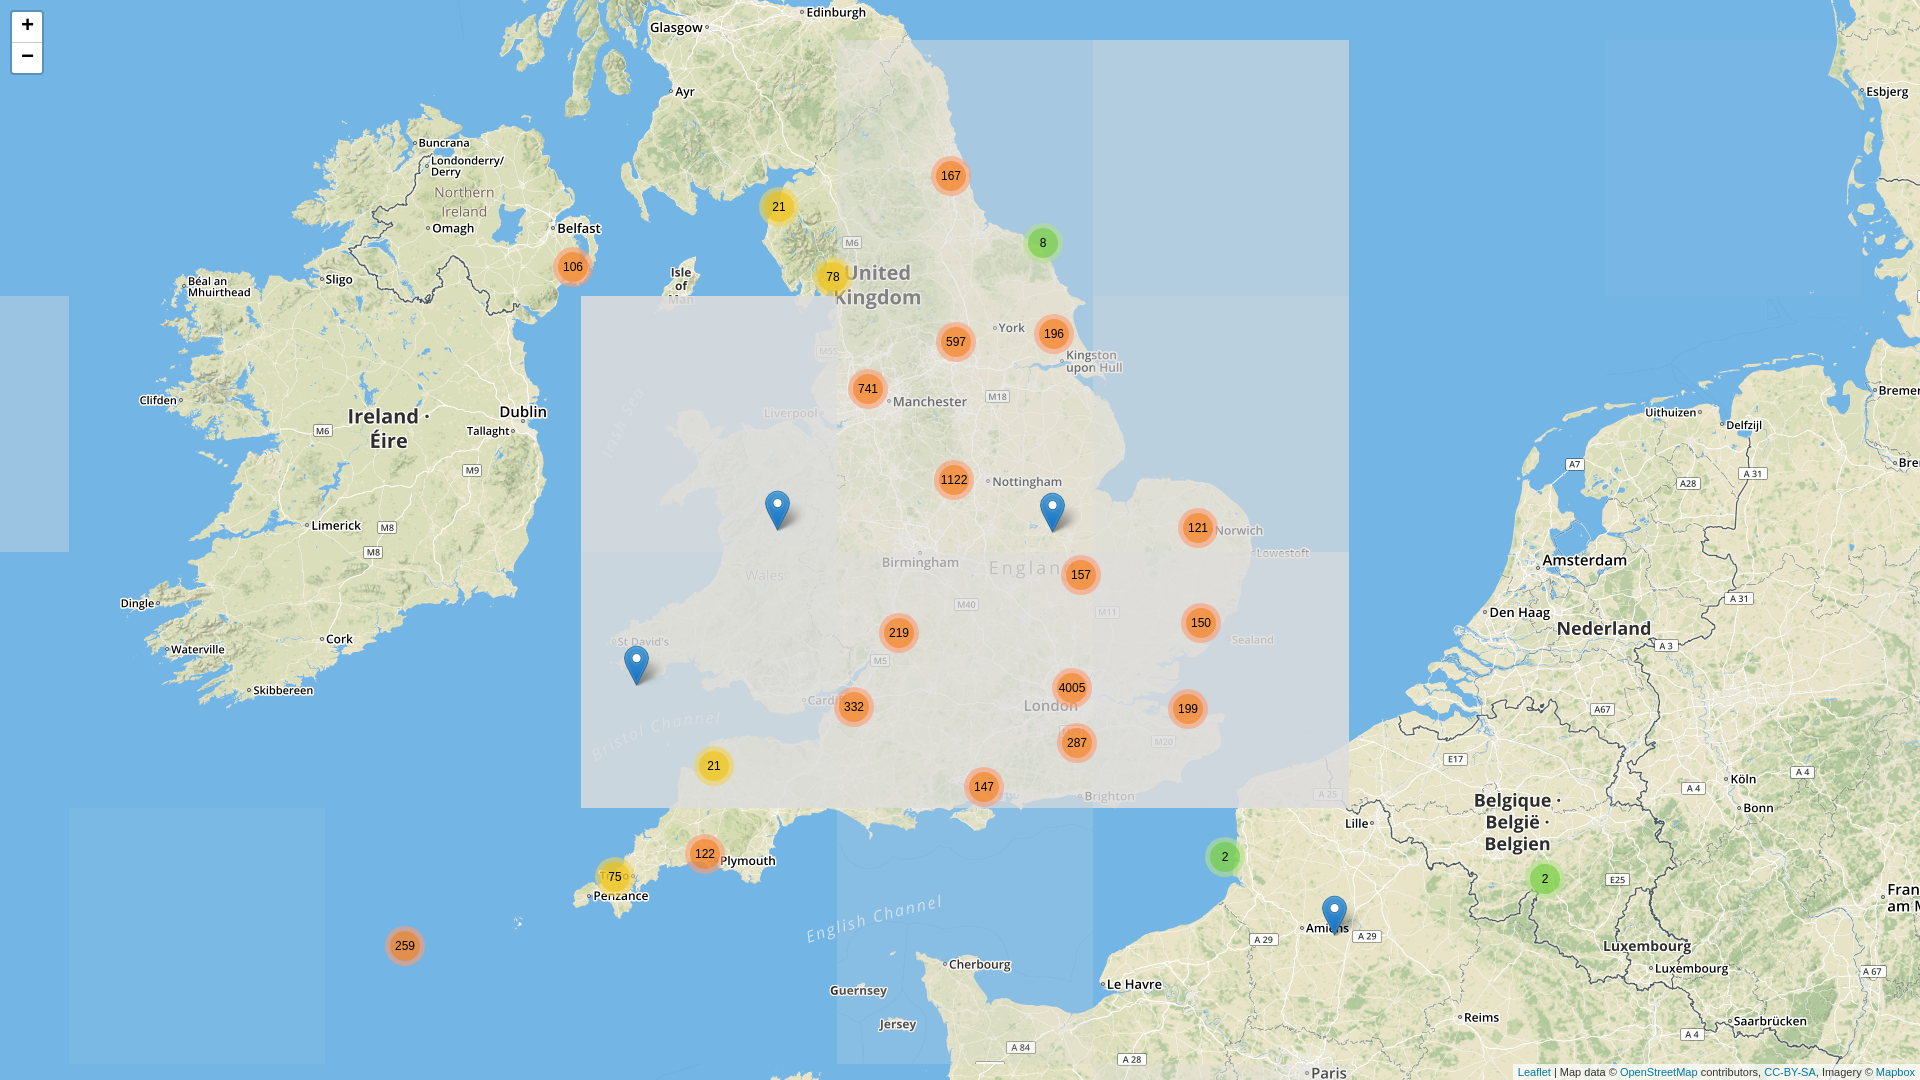 +
−
Glasgow
Edinburgh
Ayr
Esbjerg
Buncrana
Londonderry/
Derry
Northern
Ireland
Omagh
Belfast
167
21
8
M6
106
78
United
Kingdom
Isle
of
Man
Sligo
Béal an
Mhuirthead
York
196
597
Kingston
upon Hull
741
Manchester
M18
Liverpool
Clifden
Dublin
Tallaght
Ireland ·
Éire
M6
M9
Uithuizen
Delfzijl
Bremer
A7
A 31
A28
Bre
1122
Nottingham
121
Norwich
Lowestoft
Limerick
M8
M8
Birmingham
England
157
Wales
Amsterdam
Dingle
M40
M11
A 31
Den Haag
150
Sealand
Nederland
A 3
219
Cork
Waterville
St David's
M5
Skibbereen
4005
London
199
Cardiff
332
A67
287
M20
Bristol Channel
E17
21
147
Brighton
A 25
Köln
A 4
A 4
Bonn
Belgique ·
België ·
Belgien
Lille
122
Plymouth
75
Penzance
2
2
E25
Fran
am M
English Channel
Amiens
A 29
A 29
259
Luxembourg
Luxembourg
A 67
Cherbourg
Le Havre
Guernsey
Jersey
Reims
Saarbrücken
A 4
A 84
A 28
Paris
Leaflet | Map data © OpenStreetMap contributors, CC-BY-SA, Imagery © Mapbox